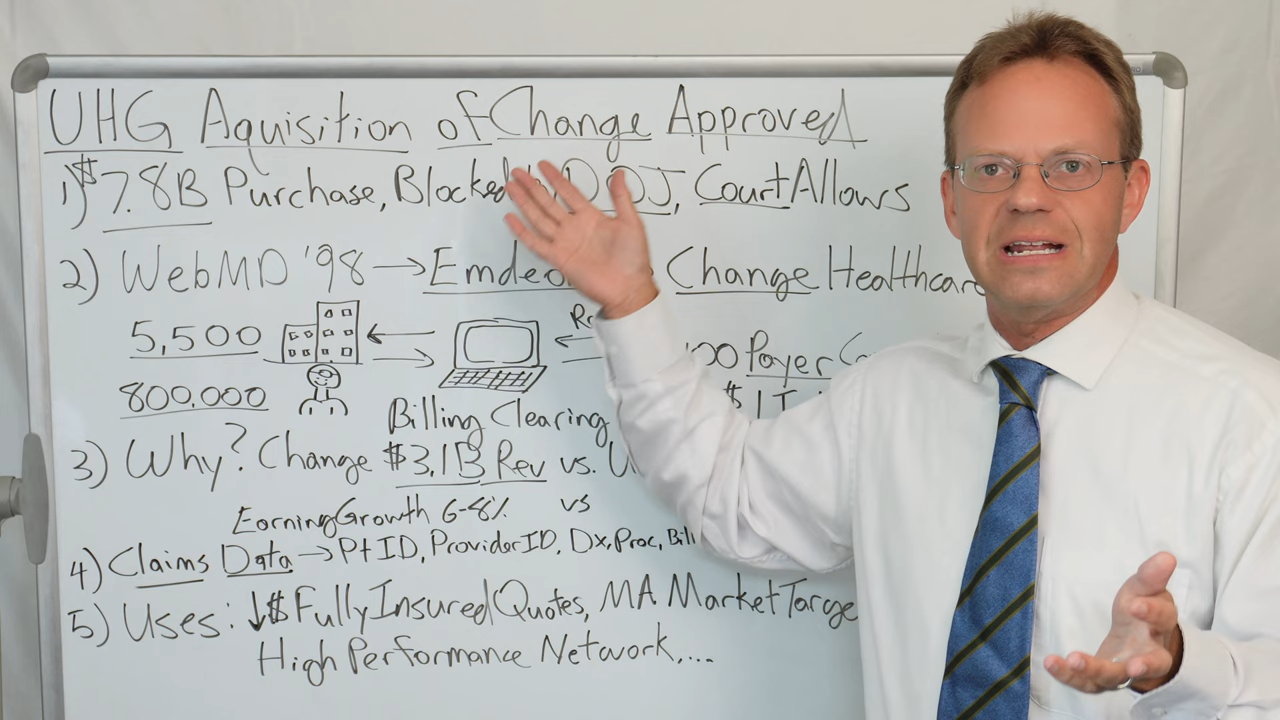 UHG Aquisition of Change Approved
1) $7.8B Purchase, Blocked DOJ, Court Allows
2) WebMD '98 → Change Healthcare
5,500
800,000
Payer
$1T
Billing Clearing
3) Why? Change $3.1B Rev vs.
Earning Growth 6-8% vs
4) Claims Data → Pt ID, Provider ID, Dx, Proc, Bill
5) Uses: ↓$ Fully Insured Quotes, MA Market Targe
High Performance Network,...